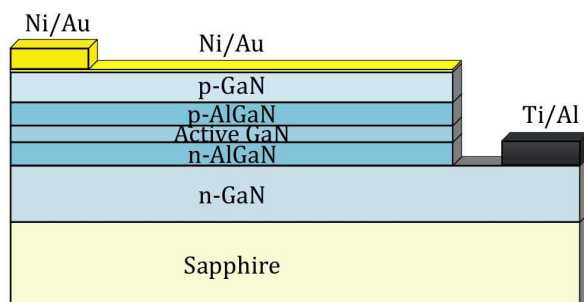 Ni/Au
Ni/Au
p-GaN
p-AlGaN
Ti/Al
Active GaN
n-AlGaN
n-GaN
Sapphire